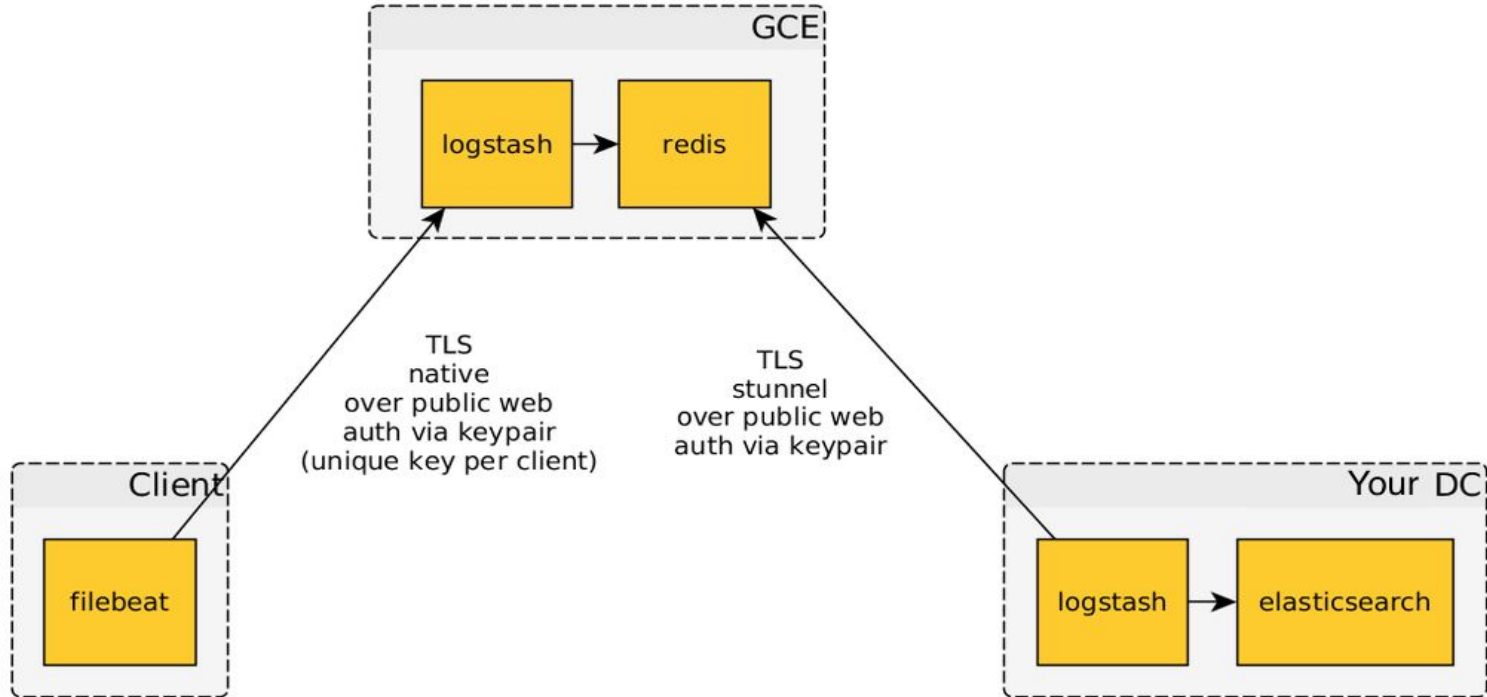 GCE
logstash
redis
TLS
native
over public web
auth via keypair
(unique key per client)
TLS
stunnel
over public web
auth via keypair
Client
filebeat
Your DC
logstash
elasticsearch